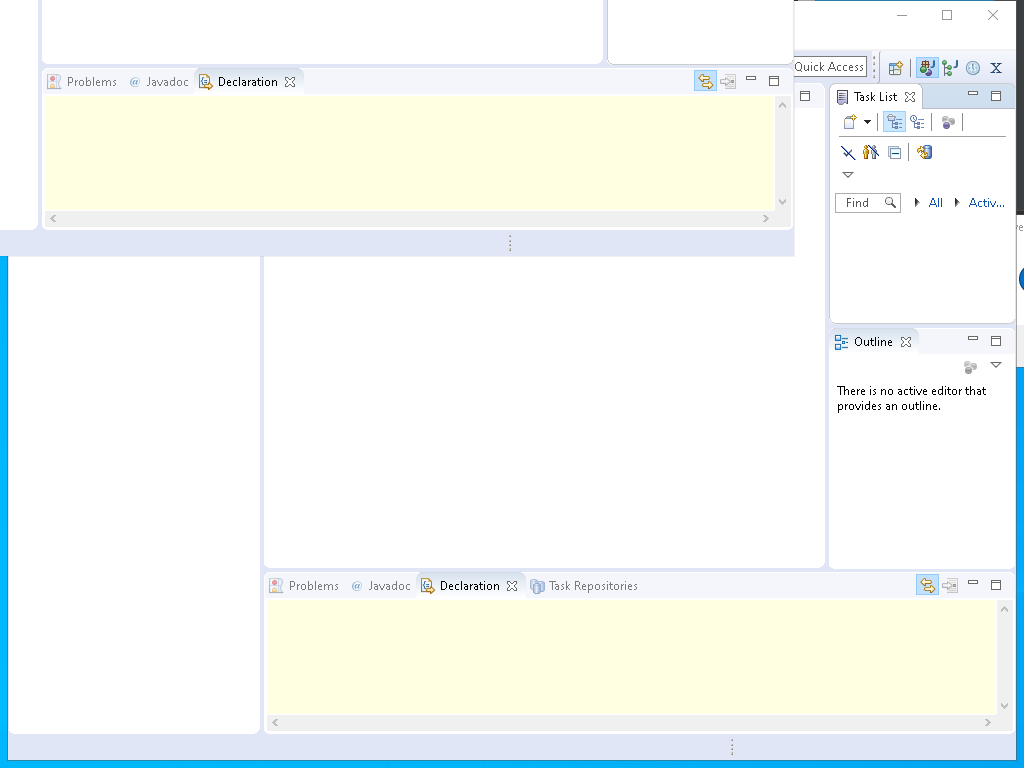 Problems @ Javadoc Declaration
Quick Access
Task List
Find All Activ...
Outline
There is no active editor that
provides an outline.
Problems @ Javadoc Declaration Task Repositories